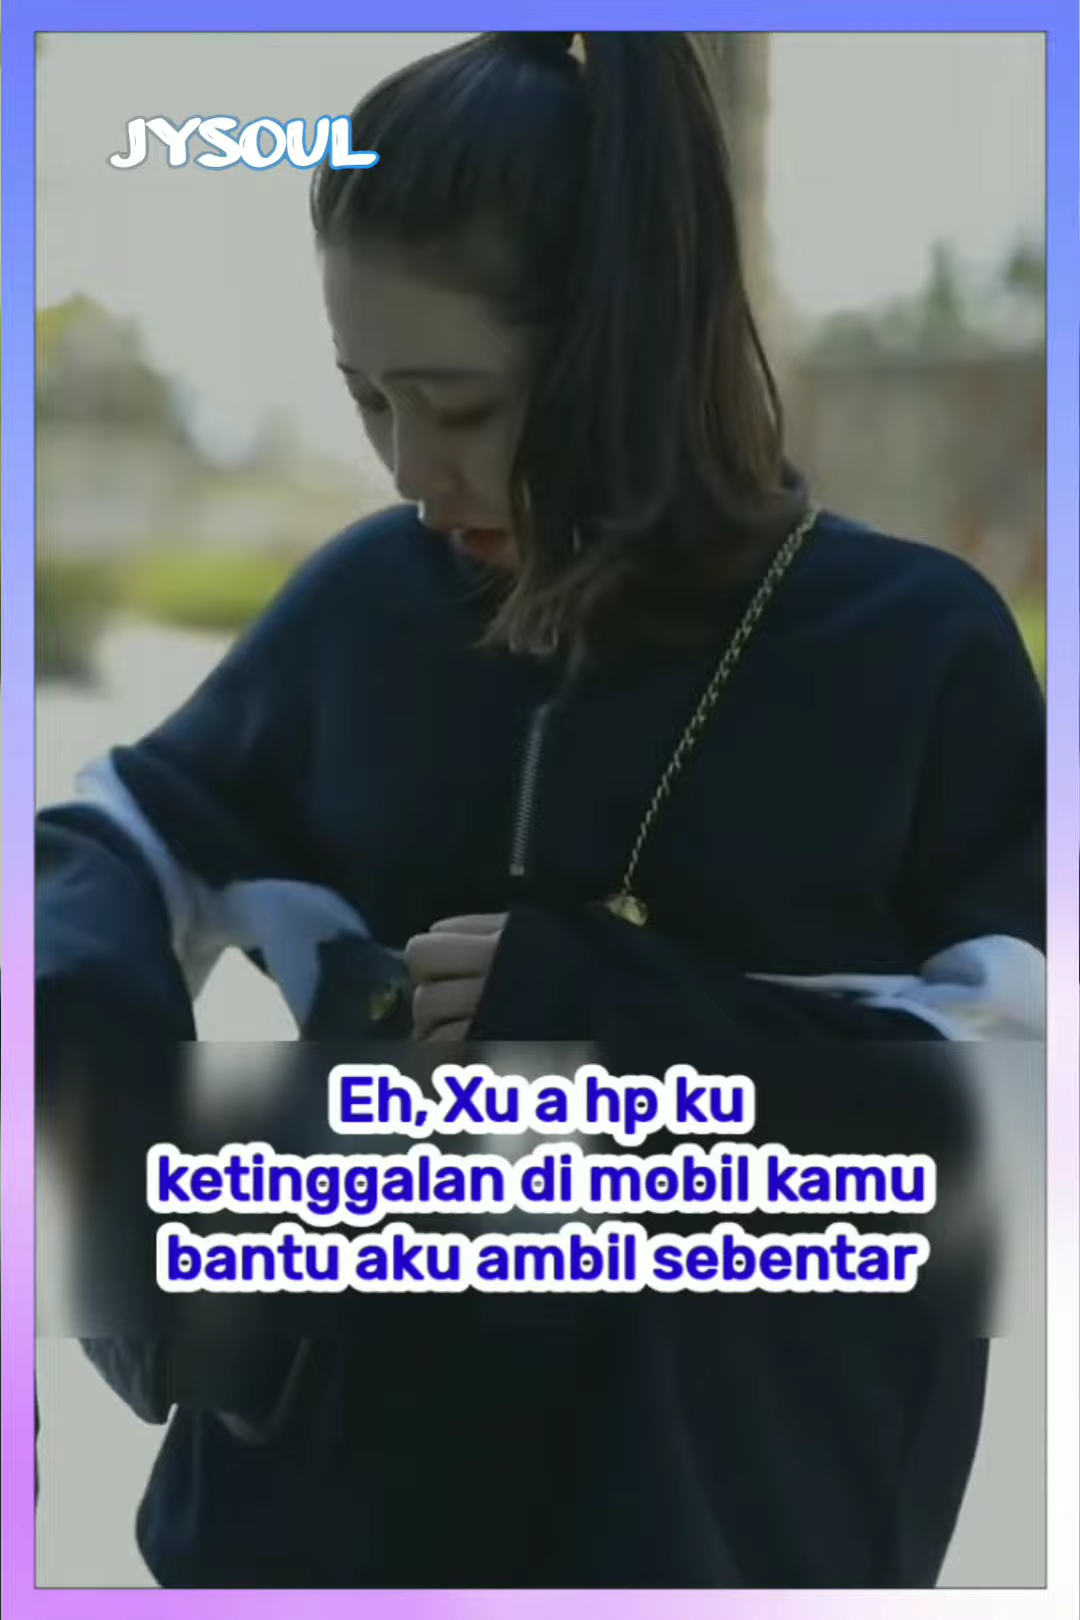 JYSOUL
Eh, Xu a hp ku
ketinggalan di mobil kamu
bantu aku ambil sebentar